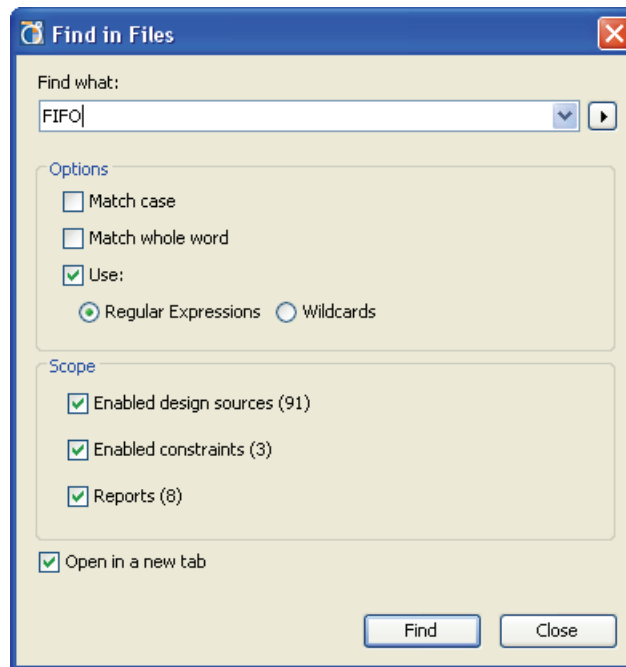 Find in Files
Find what:
FIFO
Options
Match case
Match whole word
Use:
Regular Expressions Wildcards
Scope
Enabled design sources (91)
Enabled constraints (3)
Reports (8)
Open in a new tab
Find Close